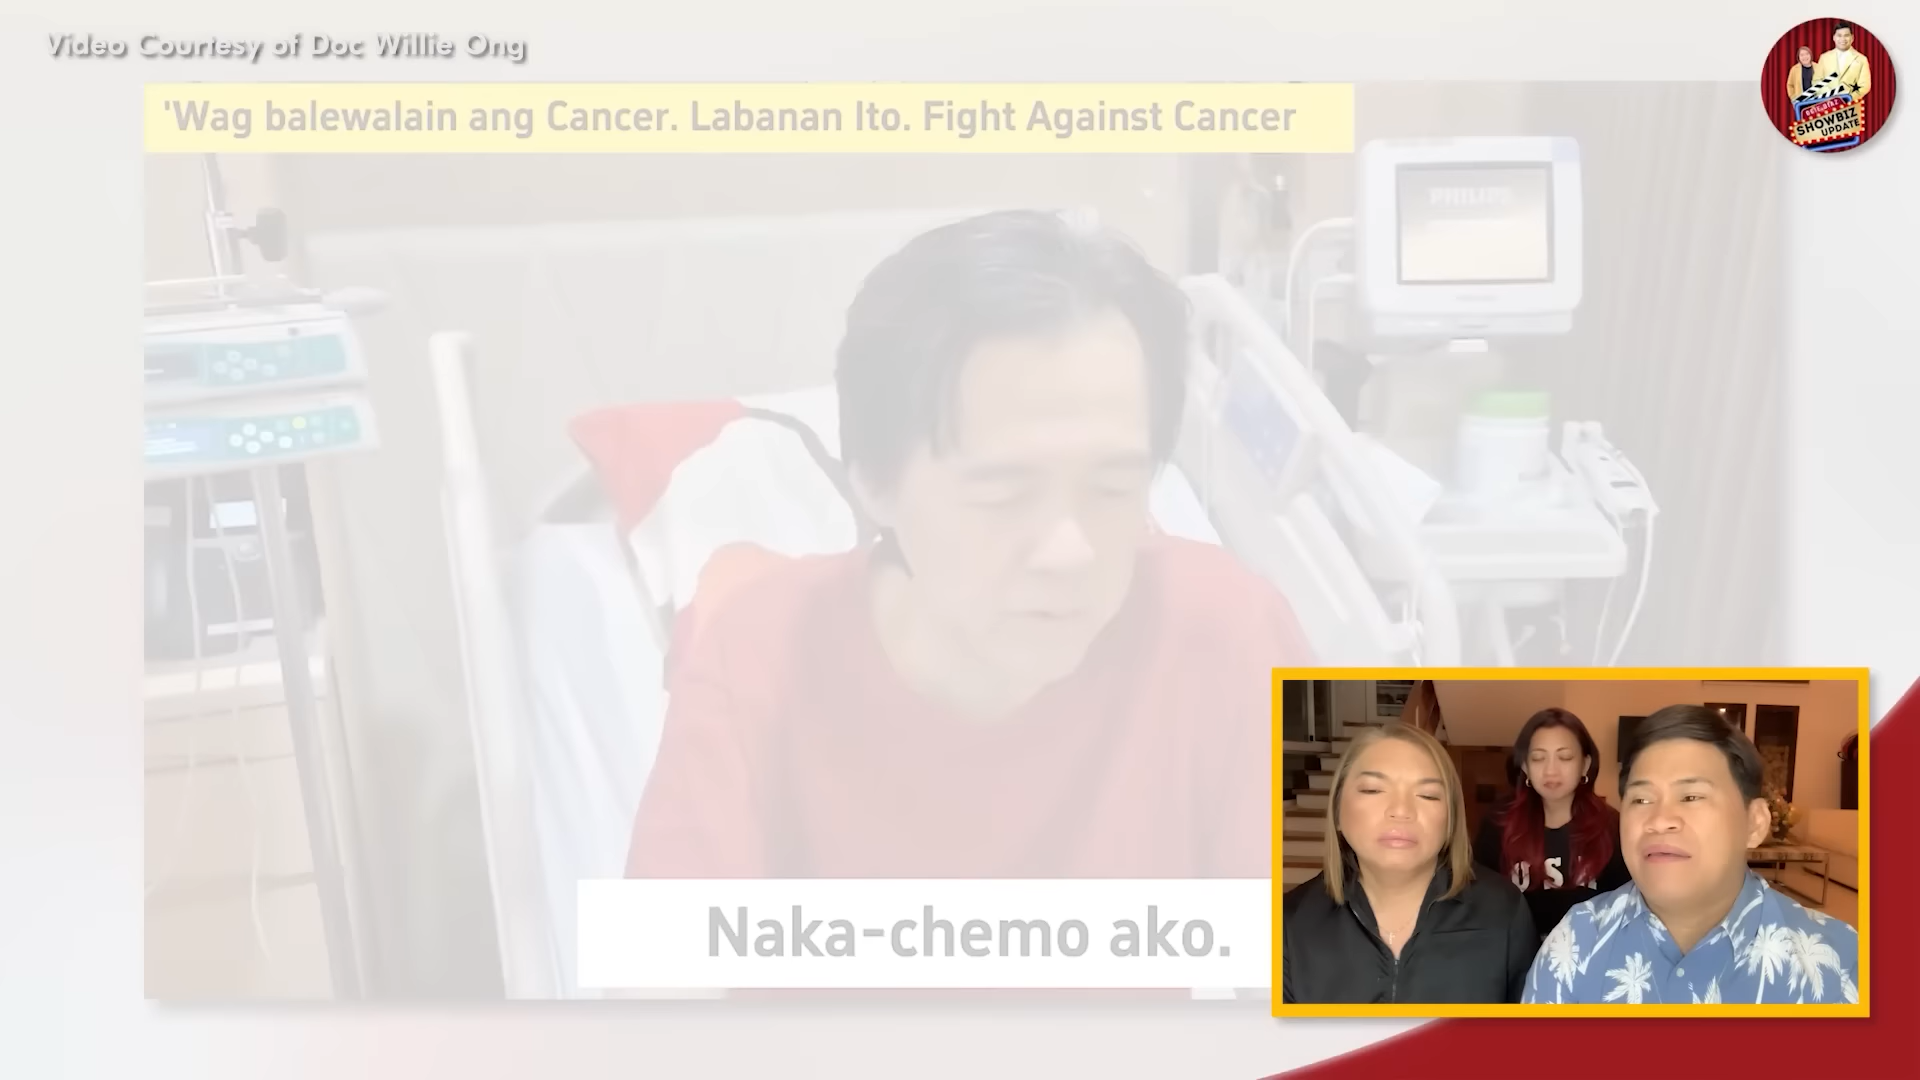 Video Courtesy of Doc Willie Ong
'Wag balewalain ang Cancer. Labanan Ito. Fight Against Cancer
PHILIPS
SHOWBIZ
UPDATE
USA
Naka-chemo ako.